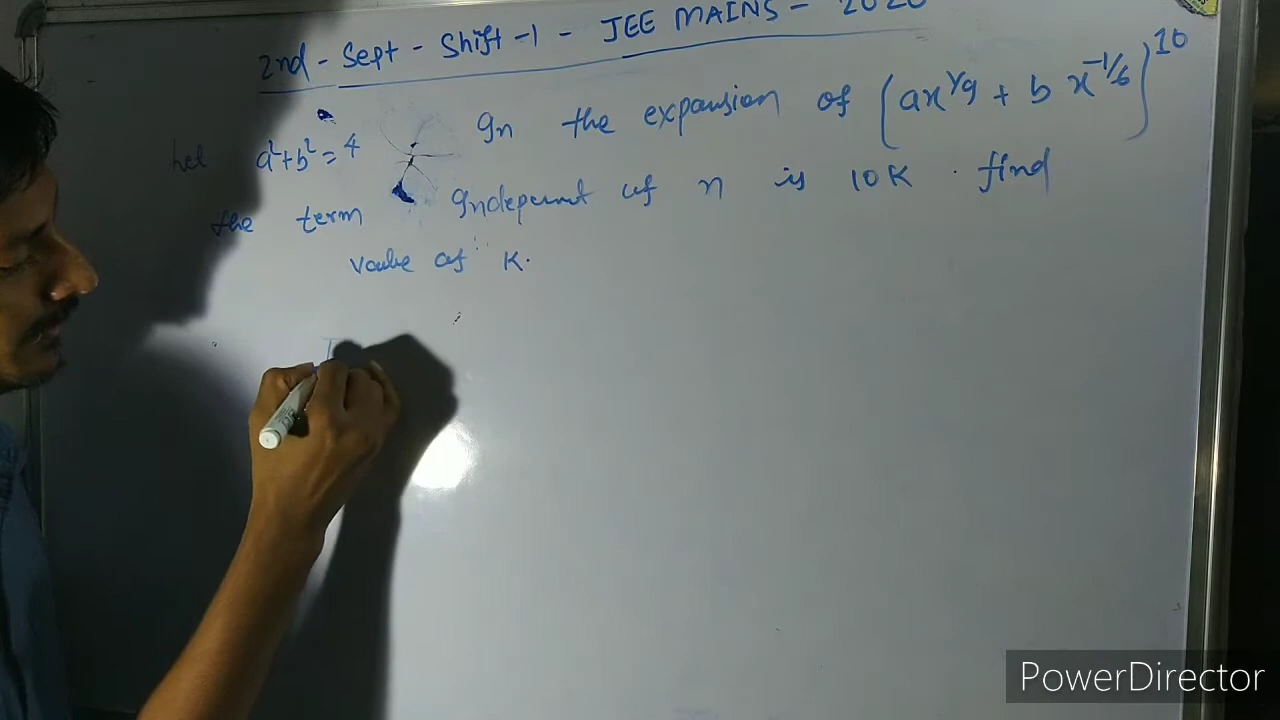 2nd - Sept - Shift - 1 - JEE MAINS - 2020
Let a²+b²=4 In the expansion of (ax^1/9 + b x^-1/6)^10
the term Independent of x is 10K . find
value of K.
PowerDirector